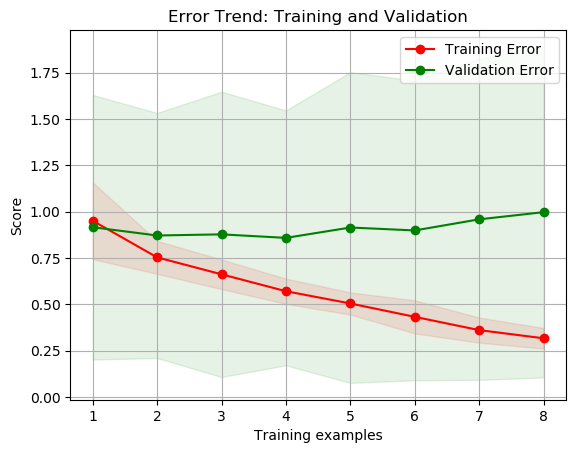 Error Trend: Training and Validation
Training Error
Validation Error
Score
1.75
1.50
1.25
1.00
0.75
0.50
0.25
0.00
1 2 3 4 5 6 7 8
Training examples